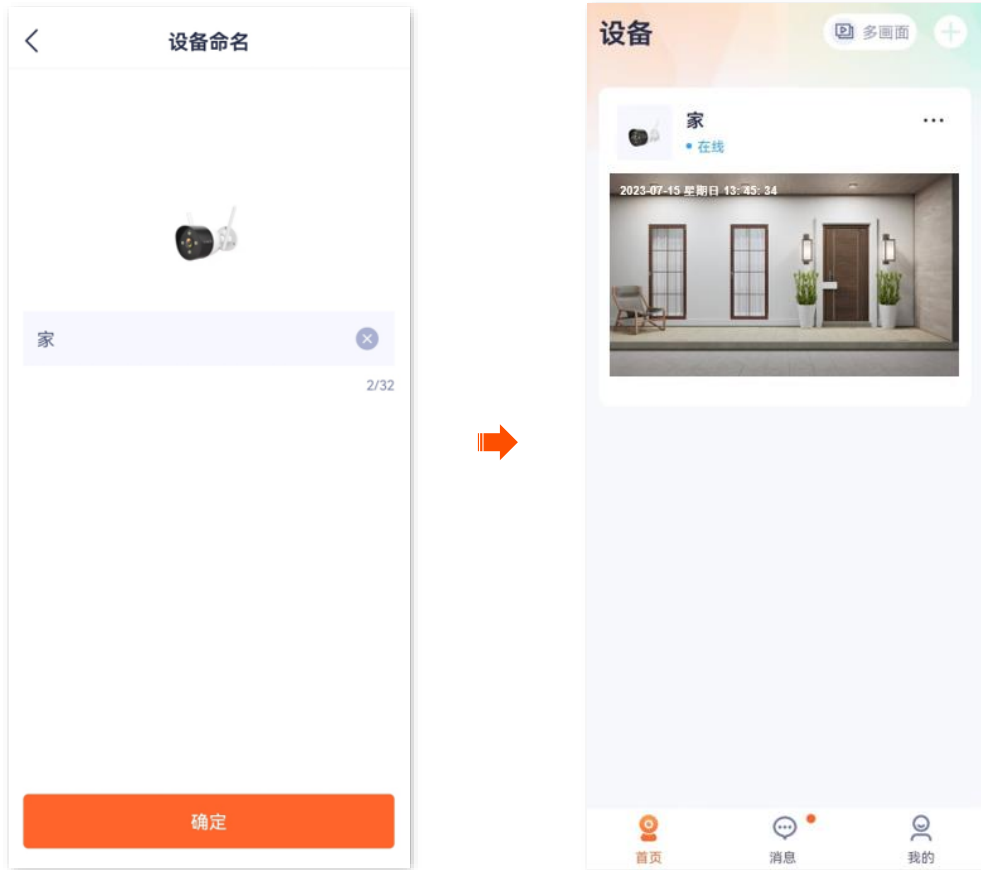 设备命名
家
2/32
确定
设备
多画面
家
在线
2023-07-15 星期日 13:45:34
首页
消息
我的